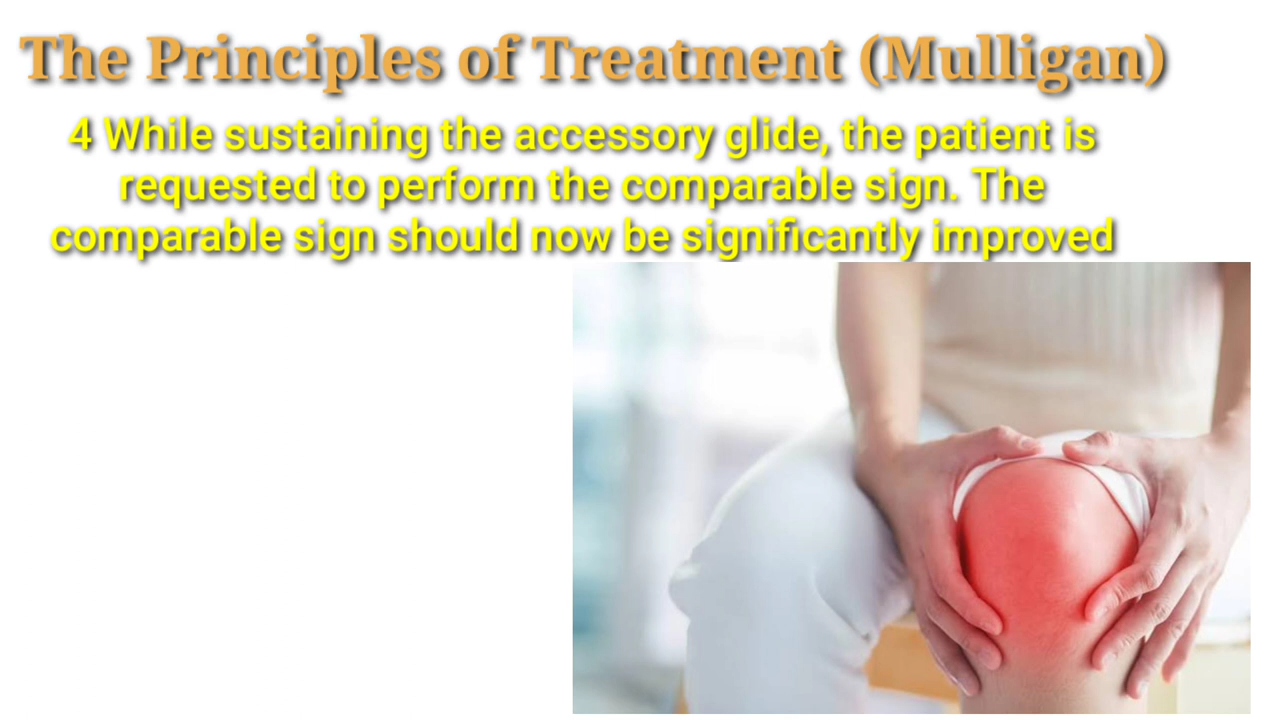 The Principles of Treatment (Mulligan)
4 While sustaining the accessory glide, the patient is
requested to perform the comparable sign. The
comparable sign should now be significantly improved